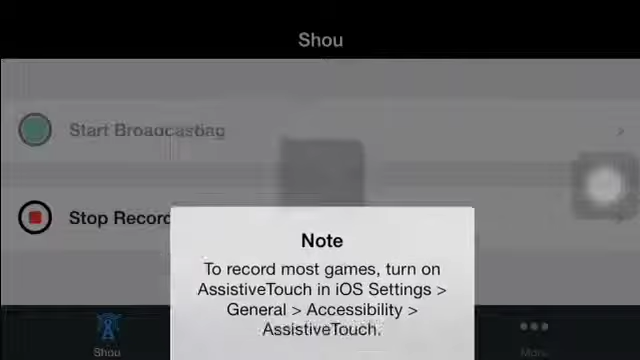 Shou
Start Broadcasting
Stop Record
Note
To record most games, turn on
AssistiveTouch in iOS Settings >
General > Accessibility >
AssistiveTouch.
Shou
More